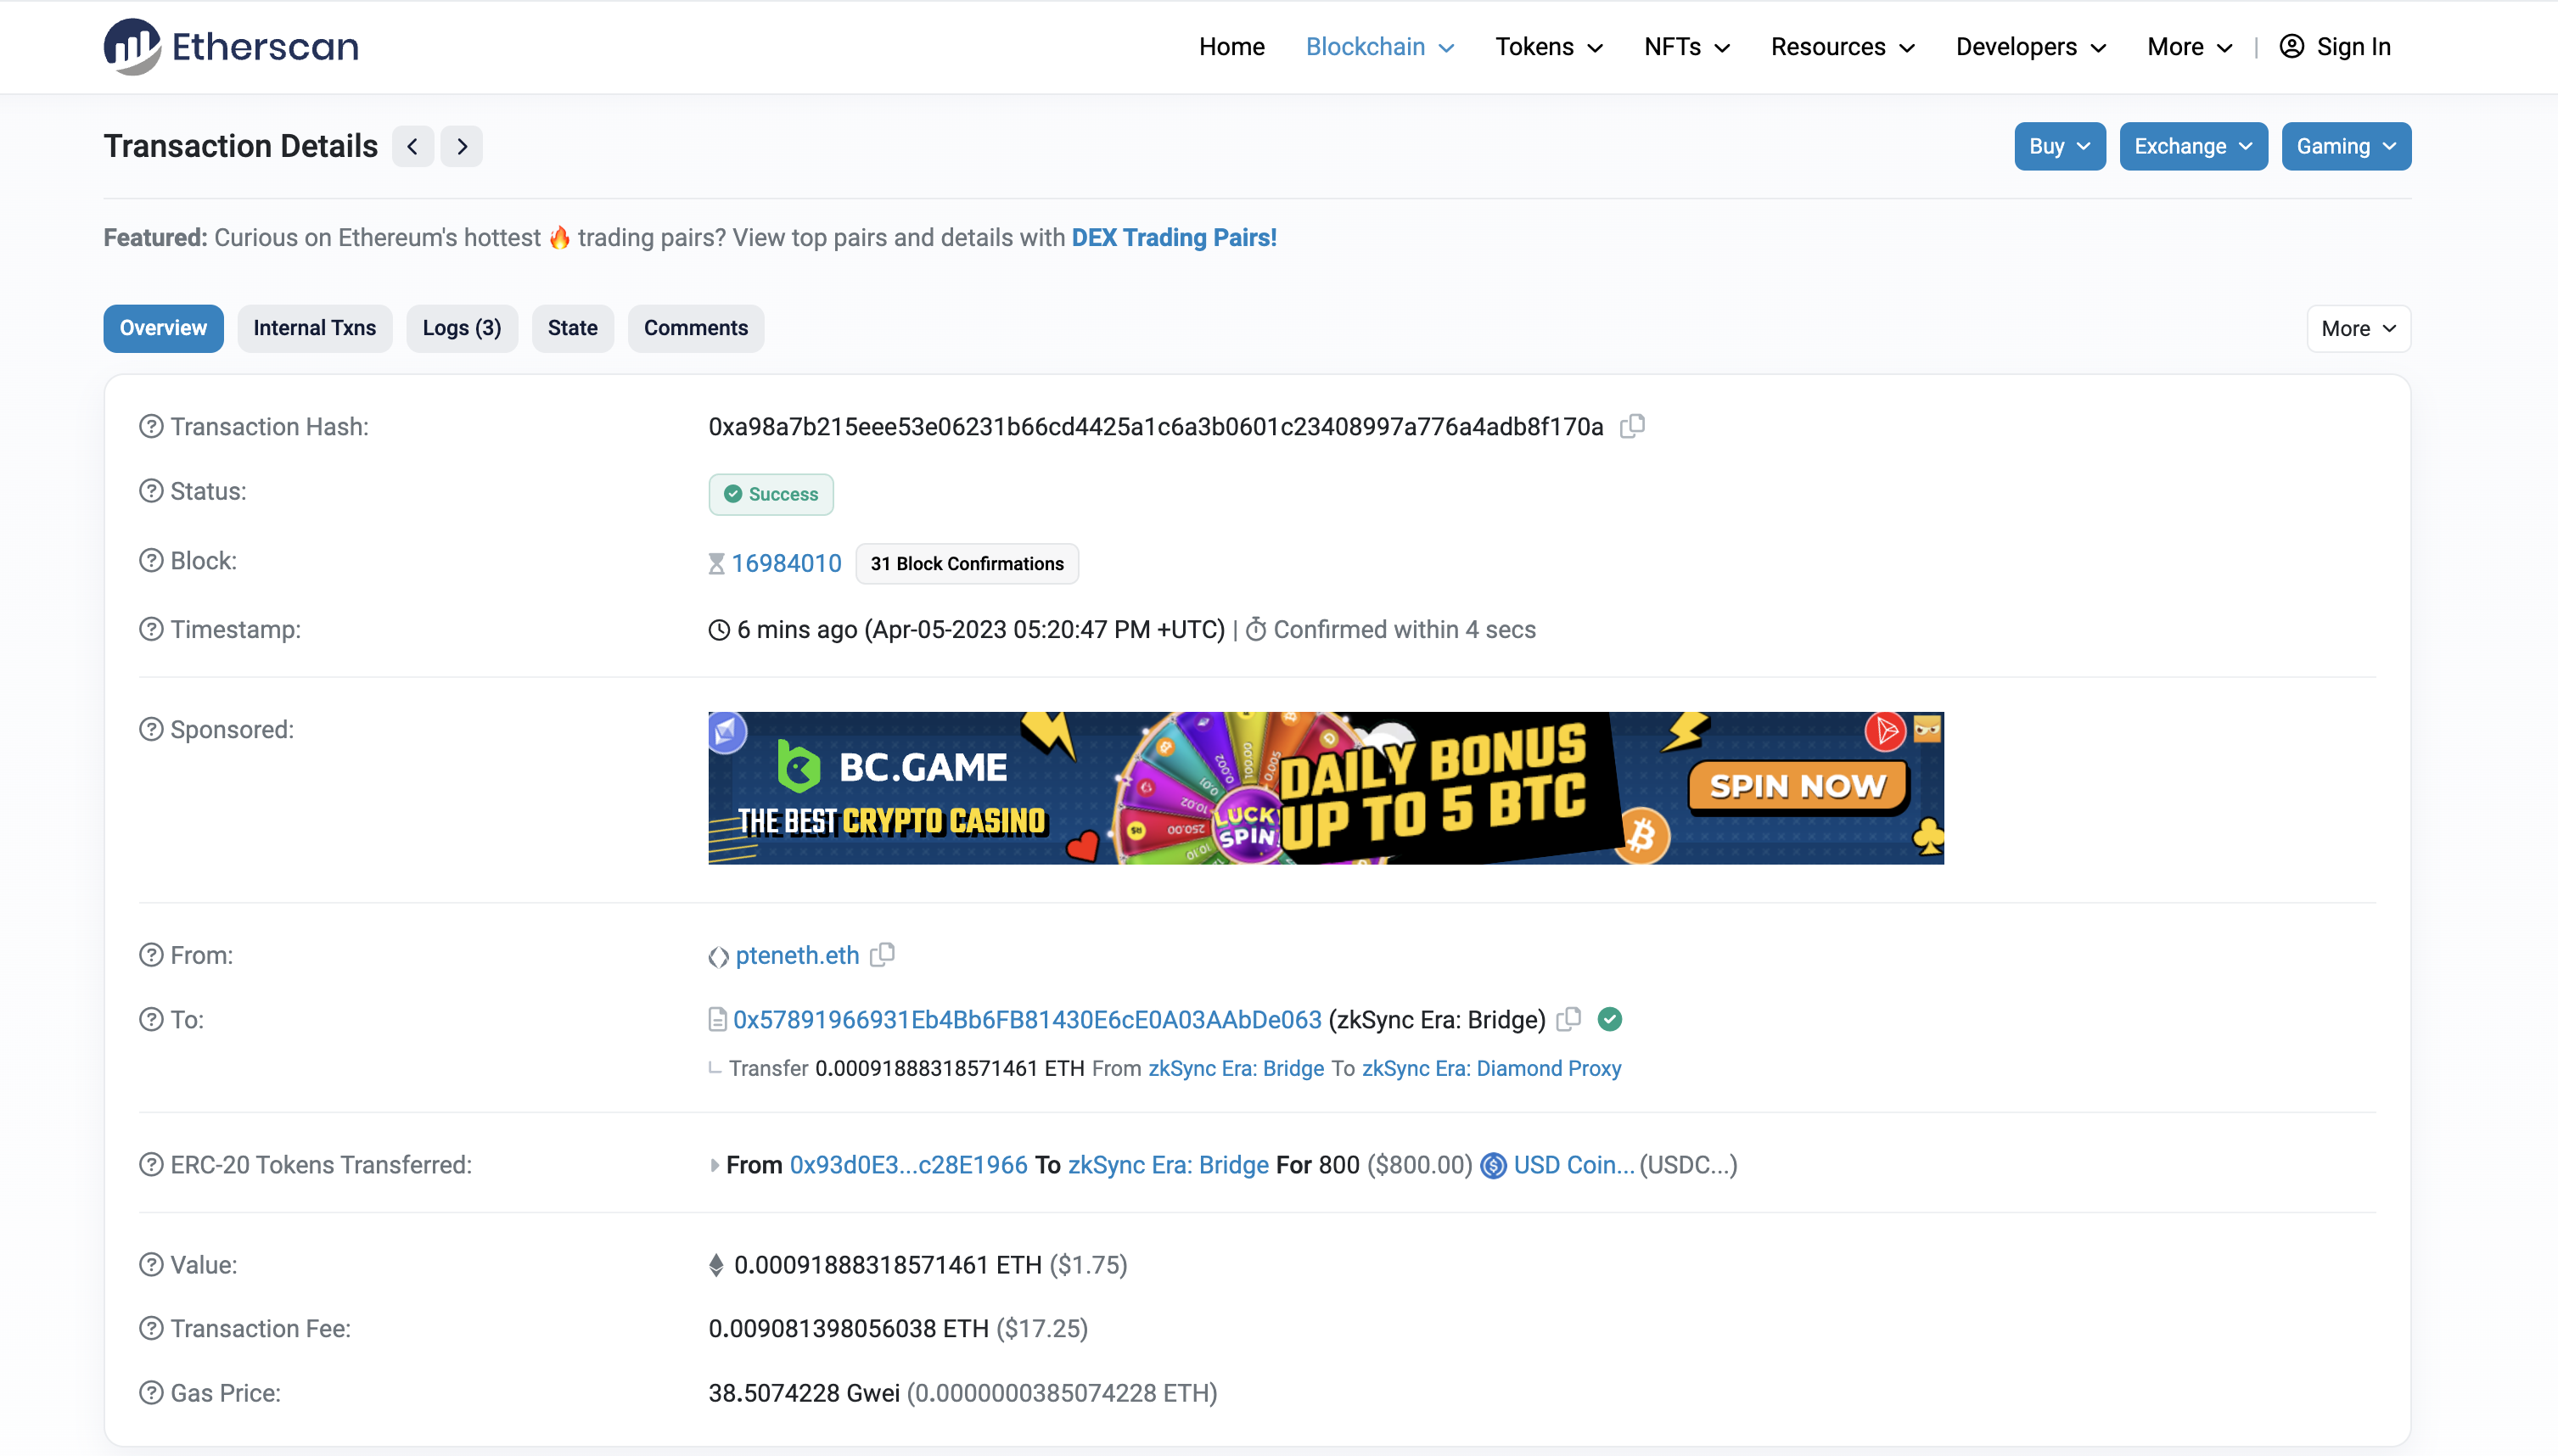 Etherscan
Home Blockchain Tokens NFTs Resources Developers More | Sign In
Transaction Details
Buy Exchange Gaming
Featured: Curious on Ethereum's hottest 🔥 trading pairs? View top pairs and details with DEX Trading Pairs!
Overview Internal Txns Logs (3) State Comments More
Transaction Hash: 0xa98a7b215eee53e06231b66cd4425a1c6a3b0601c23408997a776a4adb8f170a
Status: Success
Block: 16984010 31 Block Confirmations
Timestamp: 6 mins ago (Apr-05-2023 05:20:47 PM +UTC) | Confirmed within 4 secs
Sponsored:
BC.GAME
THE BEST CRYPTO CASINO
LUCKY SPIN
DAILY BONUS
UP TO 5 BTC
SPIN NOW
From: pteneth.eth
To: 0x57891966931Eb4Bb6FB81430E6cE0A03AAbDe063 (zkSync Era: Bridge)
Transfer 0.00091888318571461 ETH From zkSync Era: Bridge To zkSync Era: Diamond Proxy
ERC-20 Tokens Transferred: From 0x93d0E3...c28E1966 To zkSync Era: Bridge For 800 ($800.00) USD Coin... (USDC...)
Value: 0.00091888318571461 ETH ($1.75)
Transaction Fee: 0.009081398056038 ETH ($17.25)
Gas Price: 38.5074228 Gwei (0.0000000385074228 ETH)